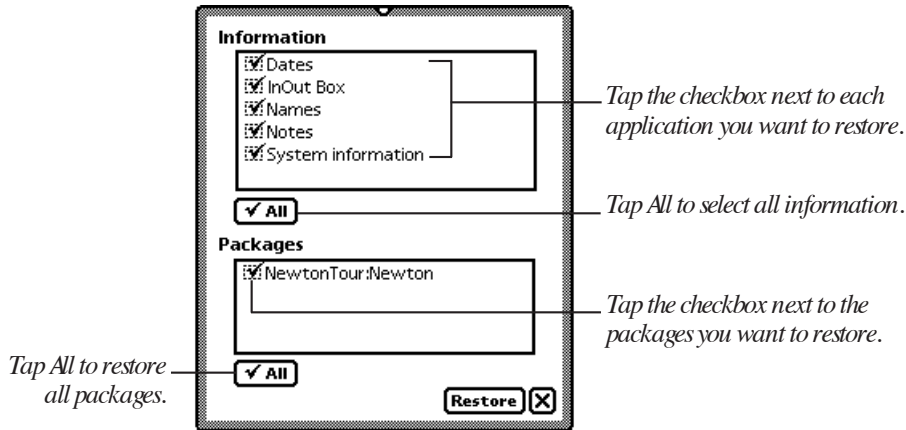 Information
Dates
InOut Box
Names
Notes
System information
Tap the checkbox next to each
application you want to restore.
All
Tap All to select all information.
Packages
NewtonTour:Newton
Tap the checkbox next to the
packages you want to restore.
Tap All to restore
all packages.
All
Restore